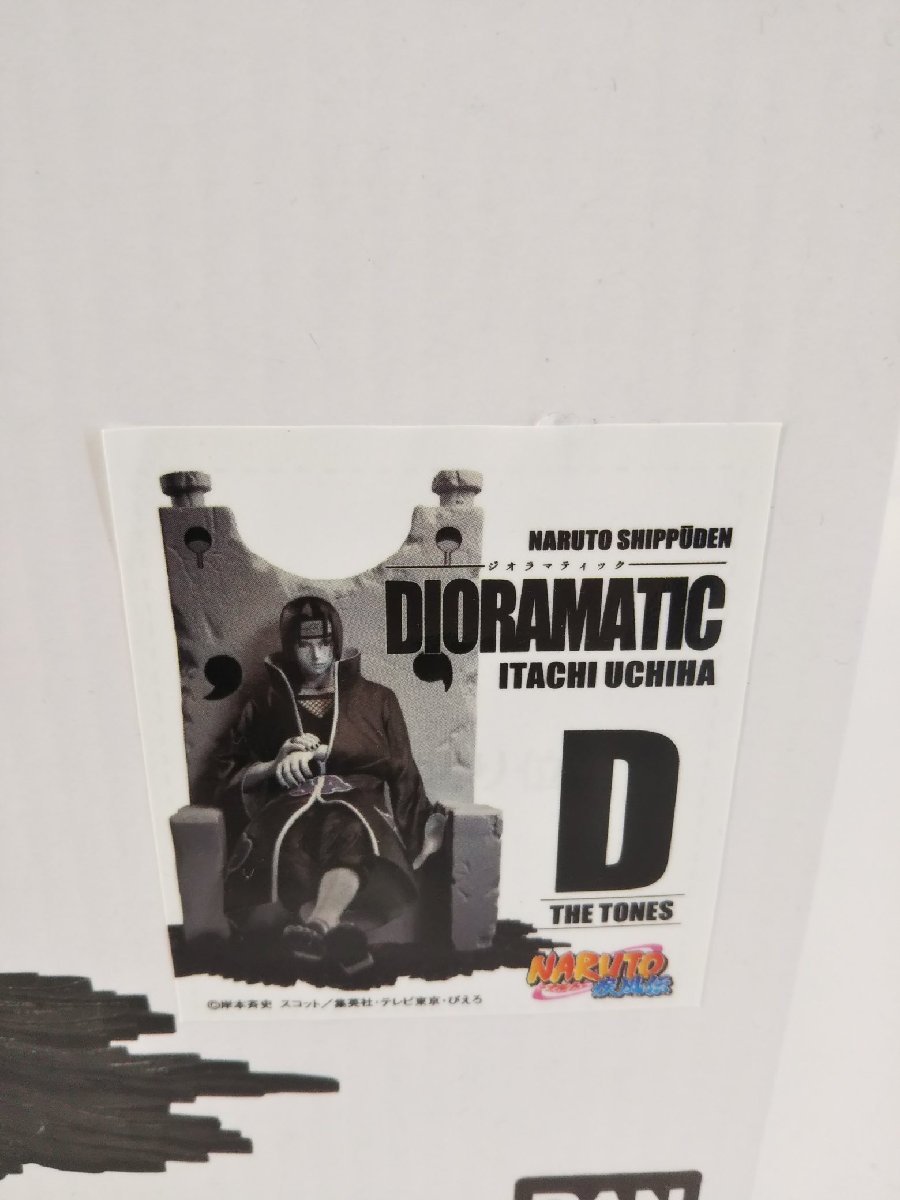 NARUTO SHIPPŪDEN
ジオラマティック
DIORAMATIC
ITACHI UCHIHA
D
THE TONES
NARUTO
©岸本斉史 スコット/集英社・テレビ東京・ぴえろ
BAN